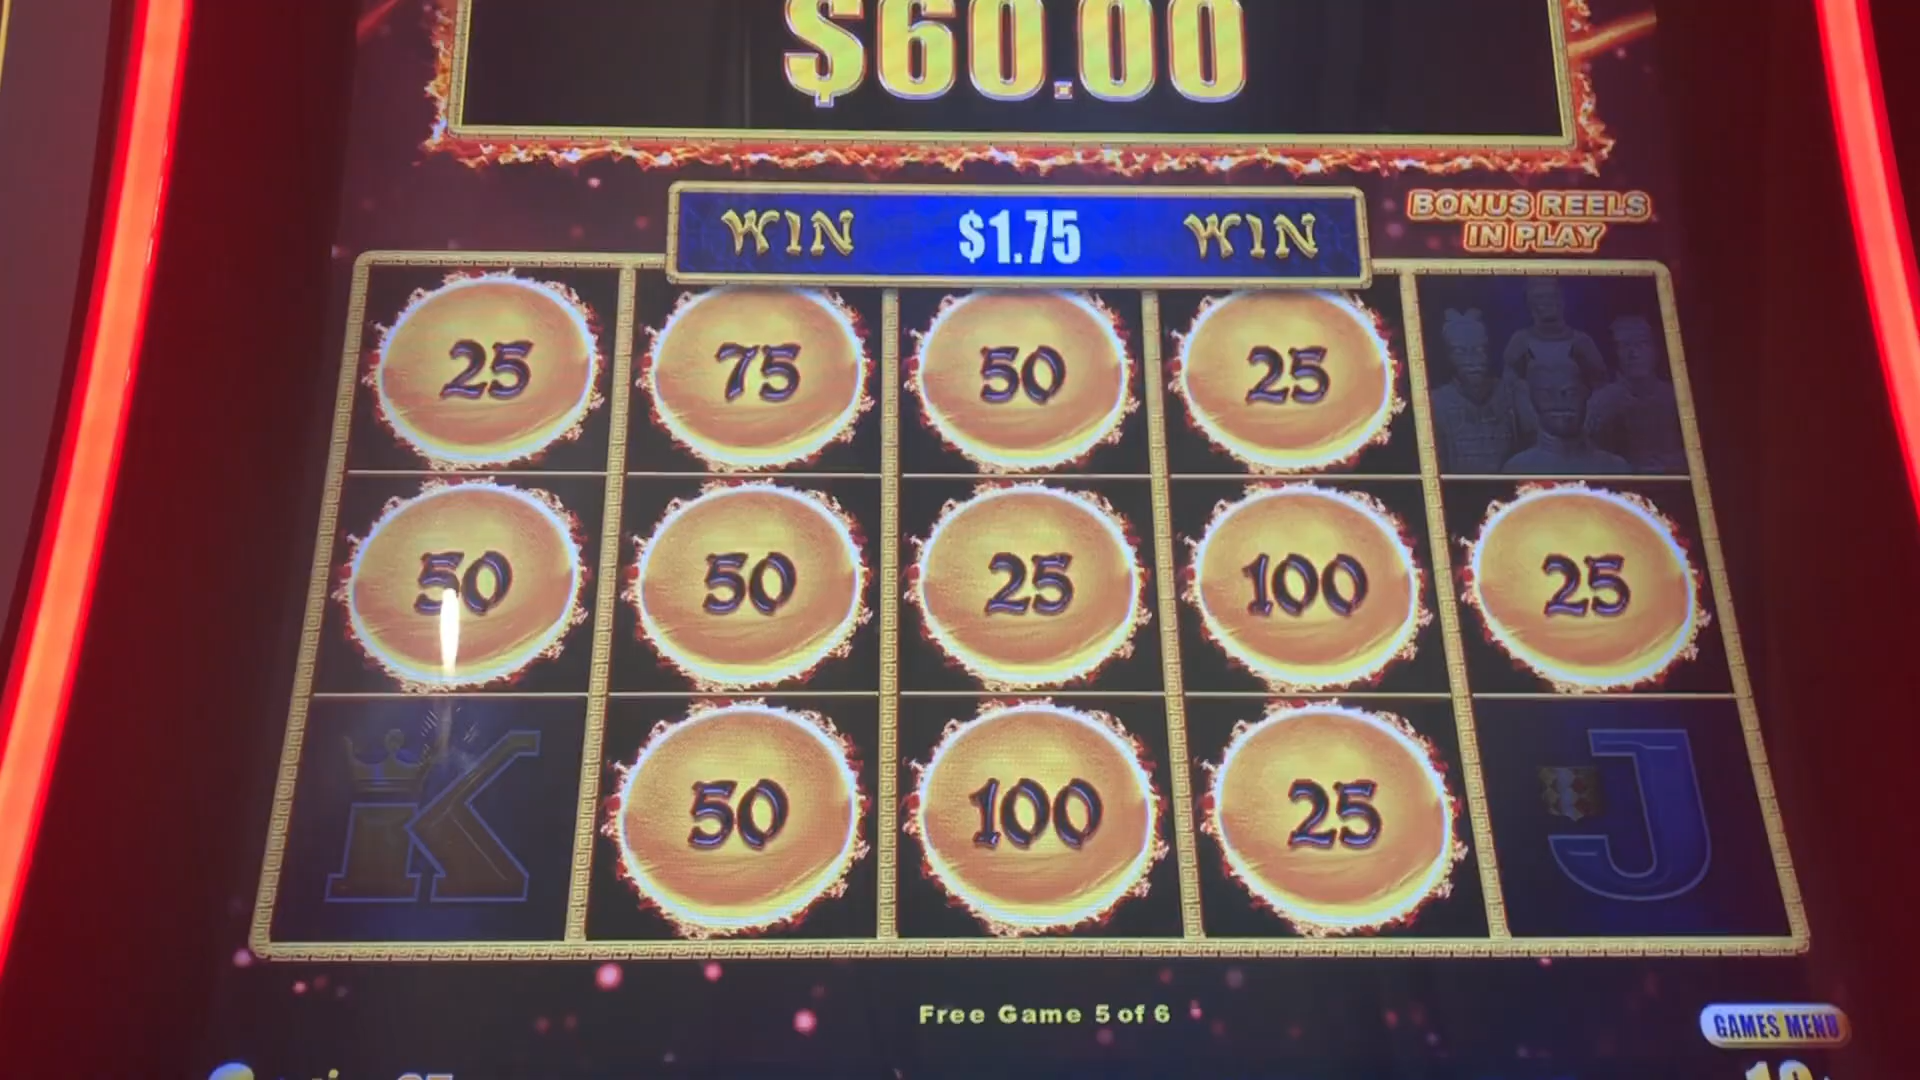 $60.00
WIN $1.75 WIN
BONUS REELS
IN PLAY
25 75 50 25
50 50 25 100 25
K 50 100 25 J
Free Game 5 of 6
GAMES MENU